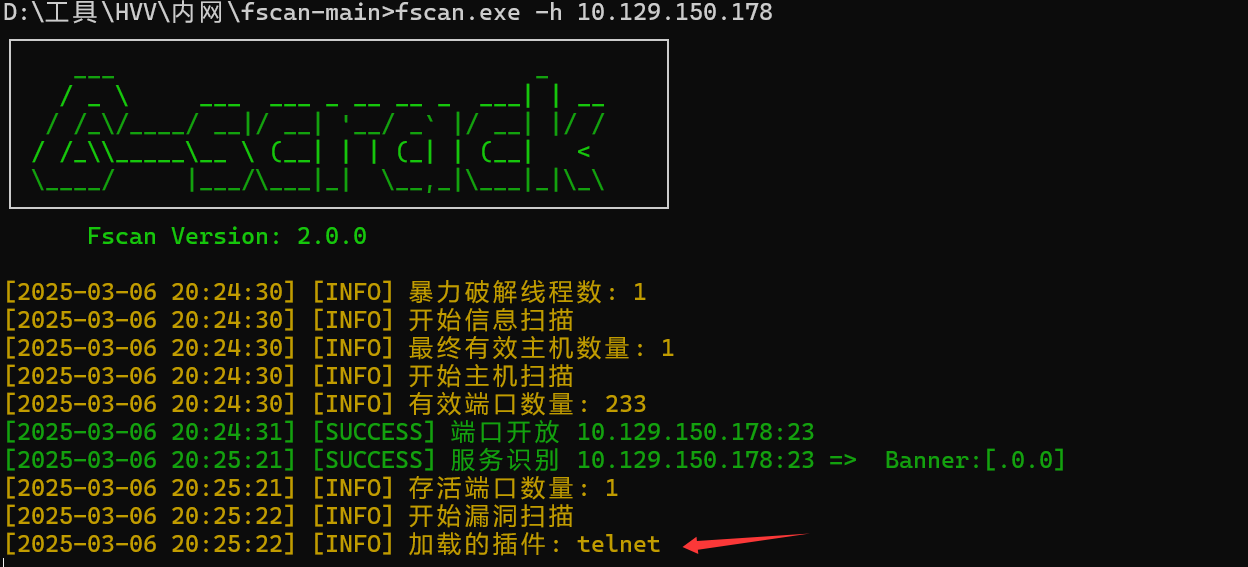 D:\工具\HVV\内网\fscan-main>fscan.exe -h 10.129.150.178
Fscan Version: 2.0.0
[2025-03-06 20:24:30] [INFO] 暴力破解线程数: 1
[2025-03-06 20:24:30] [INFO] 开始信息扫描
[2025-03-06 20:24:30] [INFO] 最终有效主机数量: 1
[2025-03-06 20:24:30] [INFO] 开始主机扫描
[2025-03-06 20:24:30] [INFO] 有效端口数量: 233
[2025-03-06 20:24:31] [SUCCESS] 端口开放 10.129.150.178:23
[2025-03-06 20:25:21] [SUCCESS] 服务识别 10.129.150.178:23 =>  Banner:[.0.0]
[2025-03-06 20:25:21] [INFO] 存活端口数量: 1
[2025-03-06 20:25:22] [INFO] 开始漏洞扫描
[2025-03-06 20:25:22] [INFO] 加载的插件: telnet